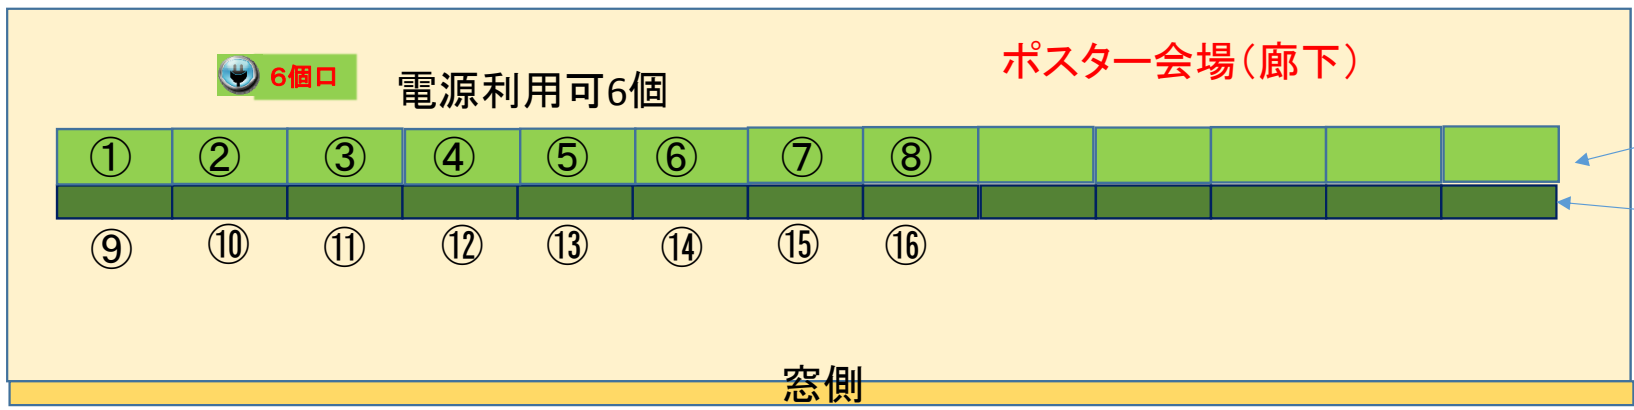 ポスター会場(廊下)
6個口
電源利用可6個
① ② ③ ④ ⑤ ⑥ ⑦ ⑧
⑨ ⑩ ⑪ ⑫ ⑬ ⑭ ⑮ ⑯
窓側